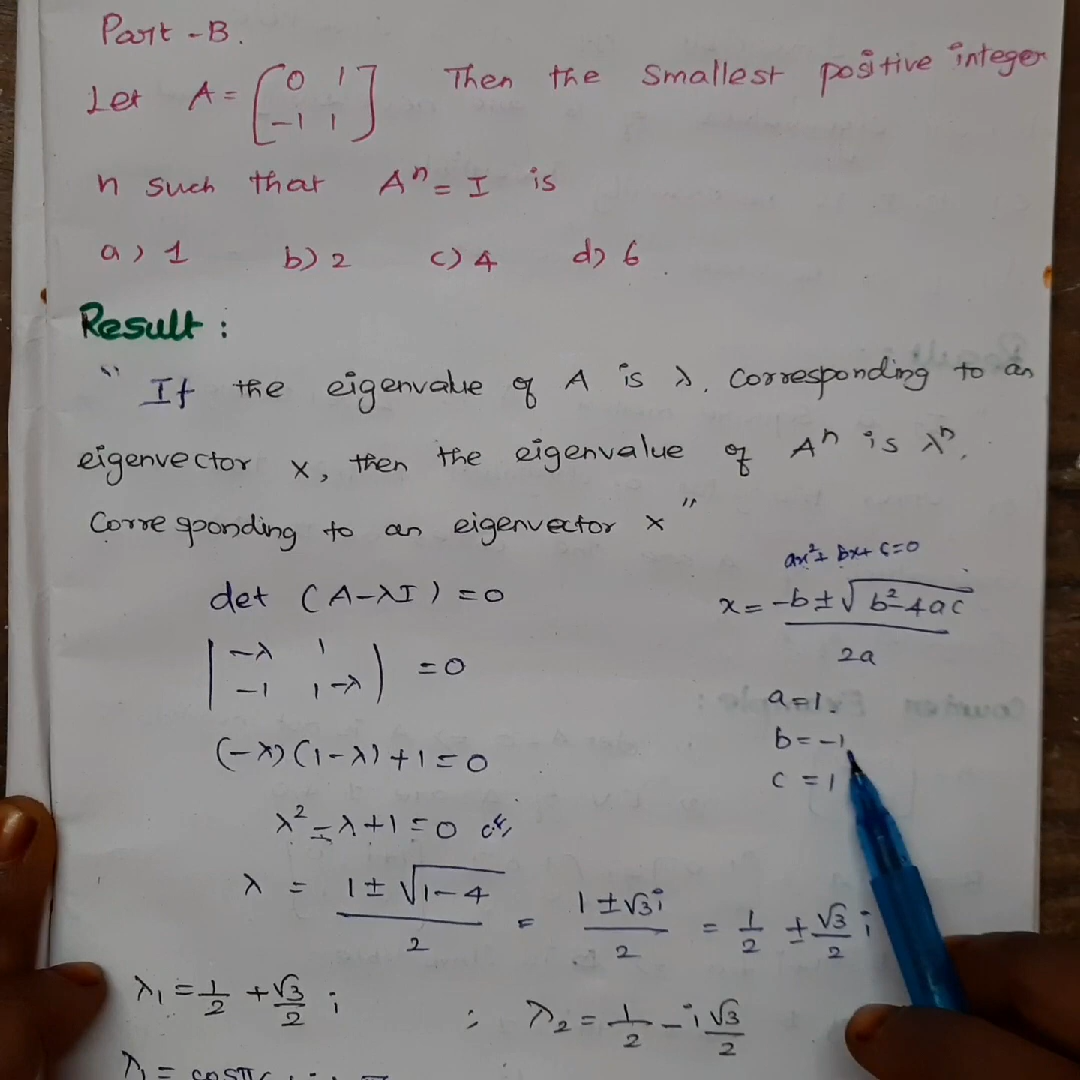 Part - B.
Let A = [0 1 -1 1] Then the smallest positive integer
n such that Aⁿ = I is
a) 1 b) 2 c) 4 d) 6.
Result :
" If the eigenvalue of A is λ. Corresponding to an
eigenvector x, then the eigenvalue of Aⁿ is λⁿ.
Corresponding to an eigenvector x "
ax² + bx + c = 0
det (A - λI) = 0
x = -b ± √b² - 4ac / 2a
| -λ 1 -1 1-λ | = 0
a = 1.
b = -1
c = 1
(-λ)(1-λ) + 1 = 0
λ² - λ + 1 = 0
λ = 1 ± √1-4 / 2 = 1 ± √3i / 2 = 1/2 ± √3/2 i
λ₁ = 1/2 + √3/2 i ; λ₂ = 1/2 - i √3/2